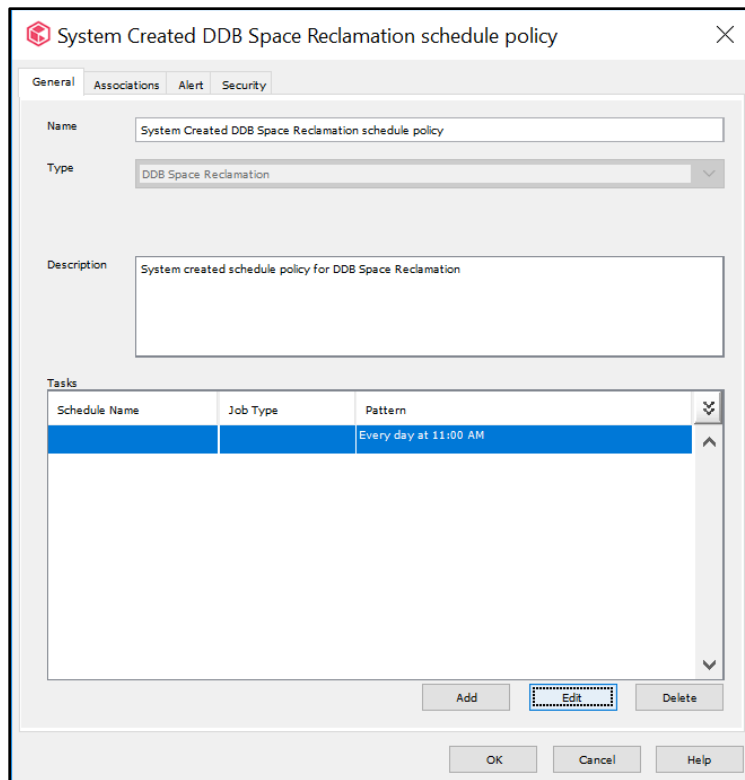 System Created DDB Space Reclamation schedule policy
General Associations Alert Security
Name System Created DDB Space Reclamation schedule policy
Type DDB Space Reclamation
Description System created schedule policy for DDB Space Reclamation
Tasks
Schedule Name Job Type Pattern
Every day at 11:00 AM
Add Edit Delete
OK Cancel Help